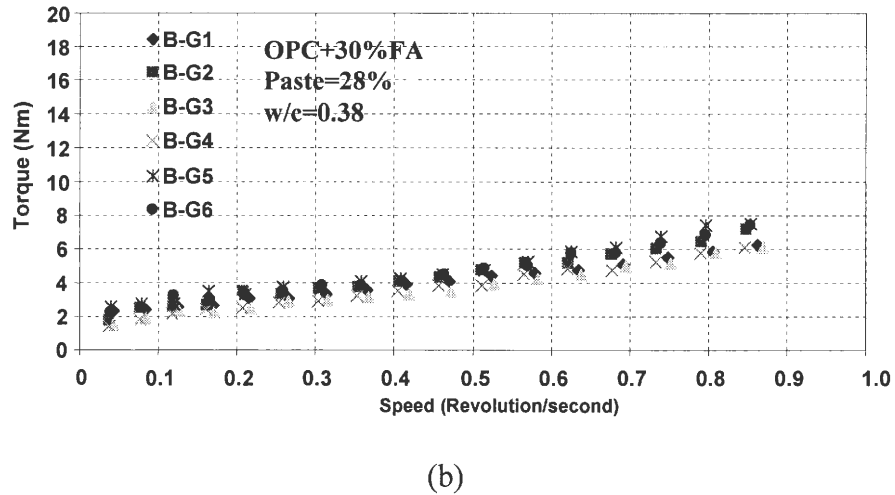 20
18
16
14
12
10
8
6
4
2
0
Torque (Nm)
B-G1
B-G2
B-G3
B-G4
B-G5
B-G6
OPC+30%FA
Paste=28%
w/c=0.38
0 0.1 0.2 0.3 0.4 0.5 0.6 0.7 0.8 0.9 1.0
Speed (Revolution/second)
(b)